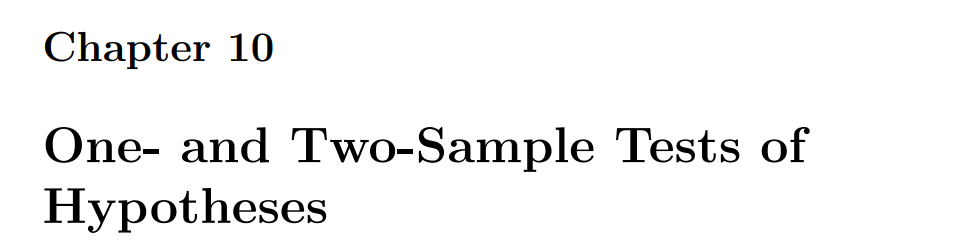 Chapter 10
One- and Two-Sample Tests of
Hypotheses